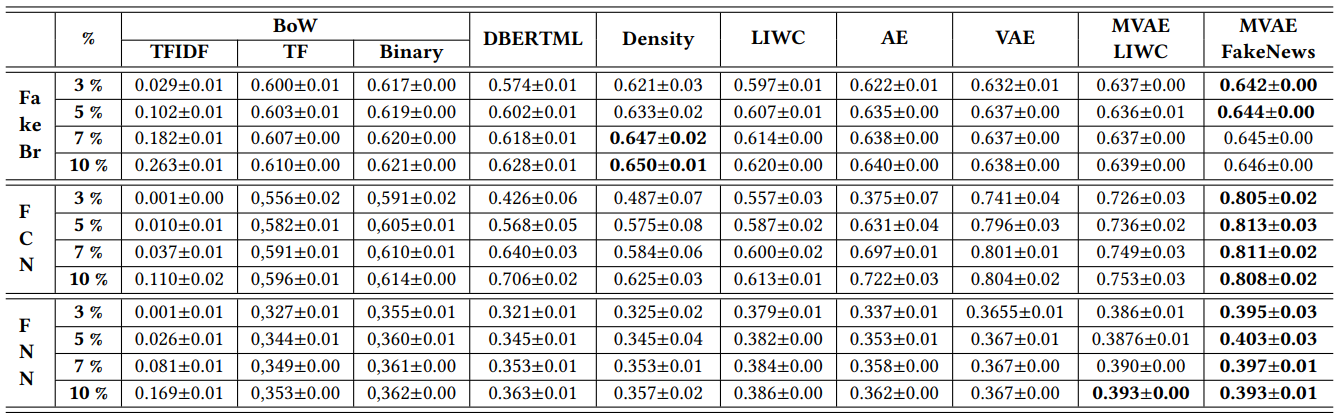 % BoW DBERTML Density LIWC AE VAE MVAE LIWC MVAE FakeNews
TFIDF TF Binary
Fa ke Br
3 % 0.029±0.01 0.600±0.01 0.617±0.00 0.574±0.01 0.621±0.03 0.597±0.01 0.622±0.01 0.632±0.01 0.637±0.00 0.642±0.00
5 % 0.102±0.01 0.603±0.01 0.619±0.00 0.602±0.01 0.633±0.02 0.607±0.01 0.635±0.00 0.637±0.00 0.636±0.01 0.644±0.00
7 % 0.182±0.01 0.607±0.00 0.620±0.00 0.618±0.01 0.647±0.02 0.614±0.00 0.638±0.00 0.637±0.00 0.637±0.00 0.645±0.00
10 % 0.263±0.01 0.610±0.00 0.621±0.00 0.628±0.01 0.650±0.01 0.620±0.00 0.640±0.00 0.638±0.00 0.639±0.00 0.646±0.00
F C N
3 % 0.001±0.00 0,556±0.02 0,591±0.02 0.426±0.06 0.487±0.07 0.557±0.03 0.375±0.07 0.741±0.04 0.726±0.03 0.805±0.02
5 % 0.010±0.01 0,582±0.01 0.605±0.01 0.568±0.05 0.575±0.08 0.587±0.02 0.631±0.04 0.796±0.03 0.736±0.02 0.813±0.03
7 % 0.037±0.01 0,591±0.01 0,610±0.01 0.640±0.03 0.584±0.06 0.600±0.02 0.697±0.01 0.801±0.01 0.749±0.03 0.811±0.02
10 % 0.110±0.02 0,596±0.01 0,614±0.00 0.706±0.02 0.625±0.03 0.613±0.01 0.722±0.03 0.804±0.02 0.753±0.03 0.808±0.02
F N N
3 % 0.001±0.01 0,327±0.01 0,355±0.01 0.321±0.01 0.325±0.02 0.379±0.01 0.337±0.01 0.3655±0.01 0.386±0.01 0.395±0.03
5 % 0.026±0.01 0,344±0.01 0,360±0.01 0.345±0.01 0.345±0.04 0.382±0.00 0.353±0.01 0.367±0.01 0.3876±0.01 0.403±0.03
7 % 0.081±0.01 0,349±0.00 0,361±0.00 0.353±0.01 0.353±0.01 0.384±0.00 0.358±0.00 0.367±0.00 0.390±0.00 0.397±0.01
10 % 0.169±0.01 0,353±0.00 0,362±0.00 0.363±0.01 0.357±0.02 0.386±0.00 0.362±0.00 0.367±0.00 0.393±0.00 0.393±0.01